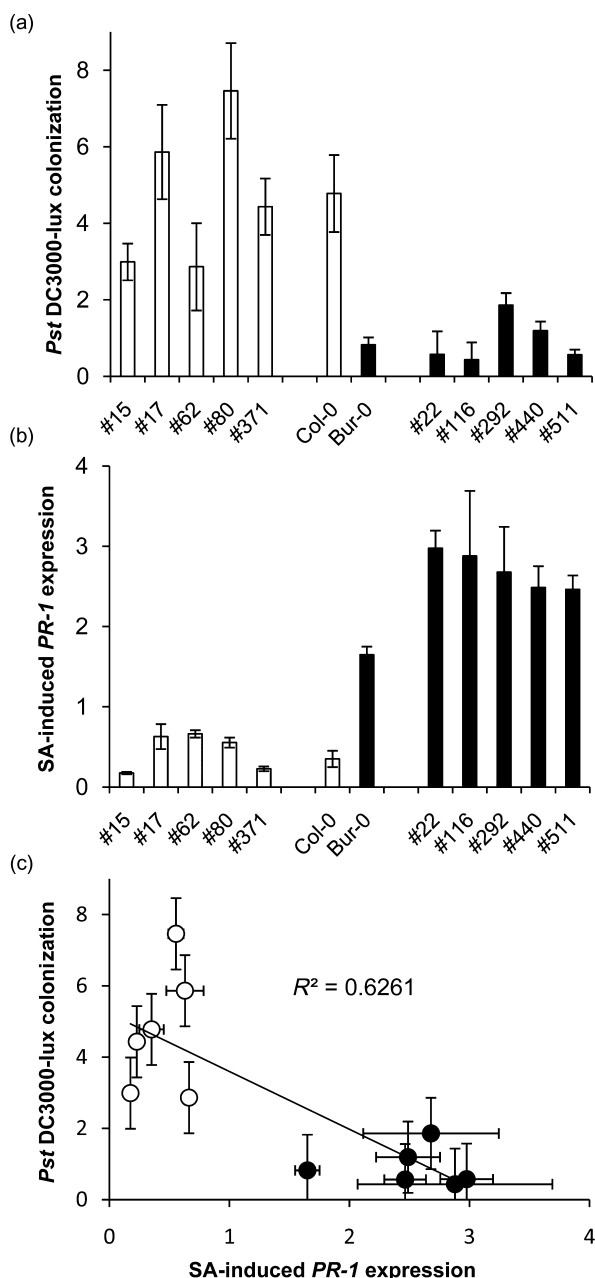 (a)
Pst DC3000-lux colonization
8
6
4
2
0
#15
#17
#62
#80
#371
Col-0
Bur-0
#22
#116
#292
#440
#511
(b)
SA-induced PR-1 expression
4
3
2
1
0
#15
#17
#62
#80
#371
Col-0
Bur-0
#22
#116
#292
#440
#511
(c)
Pst DC3000-lux colonization
8
6
4
2
0
R² = 0.6261
0 1 2 3 4
SA-induced PR-1 expression